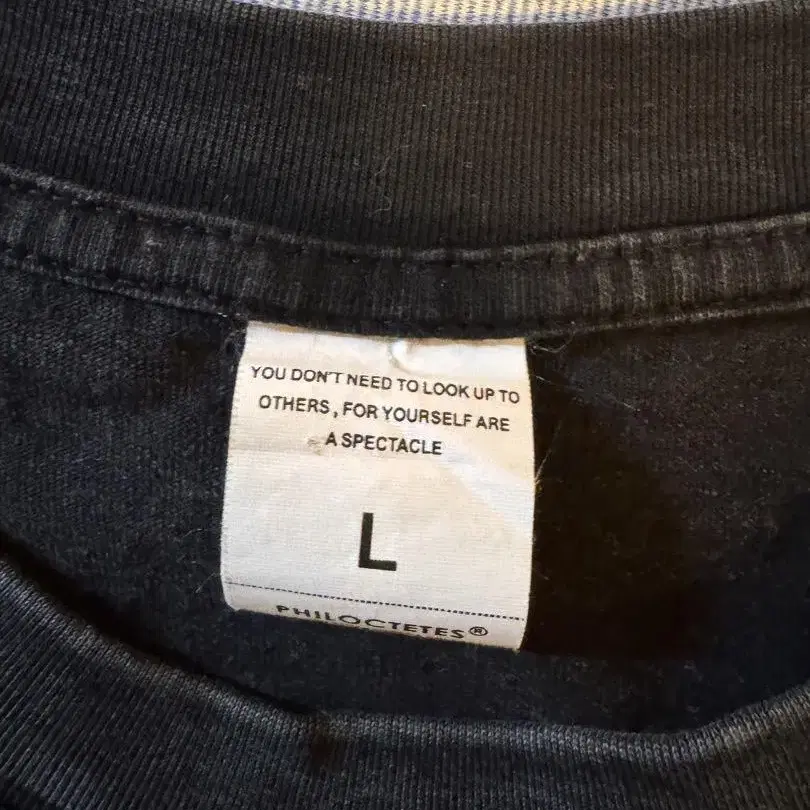 YOU DON'T NEED TO LOOK UP TO
OTHERS, FOR YOURSELF ARE
A SPECTACLE
L
PHILOCTETES®